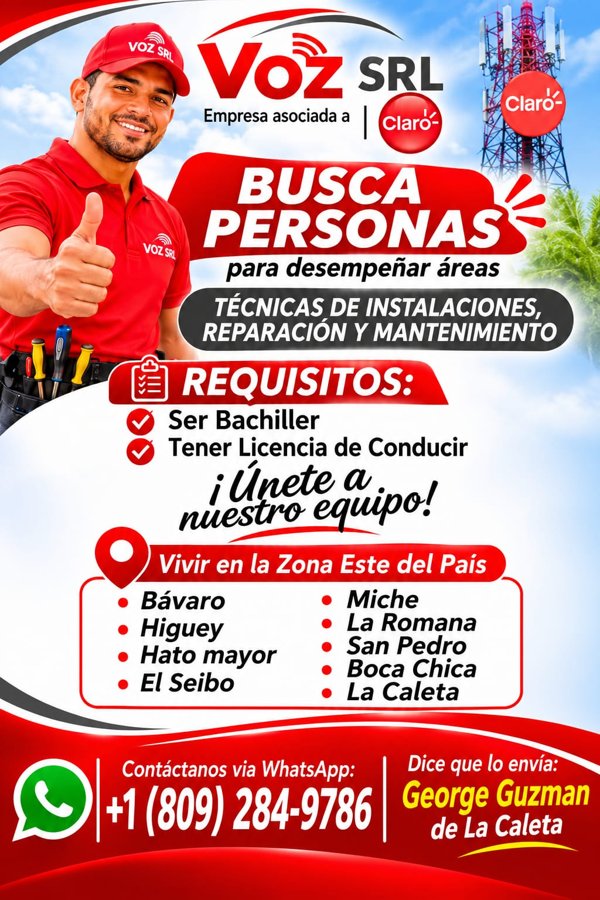 VOZ SRL
Voz SRL
Empresa asociada a
Claro
Claro
VOZ SRL
BUSCA
PERSONAS
para desempeñar áreas
TÉCNICAS DE INSTALACIONES,
REPARACIÓN Y MANTENIMIENTO
REQUISITOS:
Ser Bachiller
Tener Licencia de Conducir
¡Únete a
nuestro equipo!
Vivir en la Zona Este del País
• Bávaro
• Higuey
• Hato mayor
• El Seibo
• Miche
• La Romana
• San Pedro
• Boca Chica
• La Caleta
Contáctanos via WhatsApp:
+1 (809) 284-9786
Dice que lo envía:
George Guzman
de La Caleta